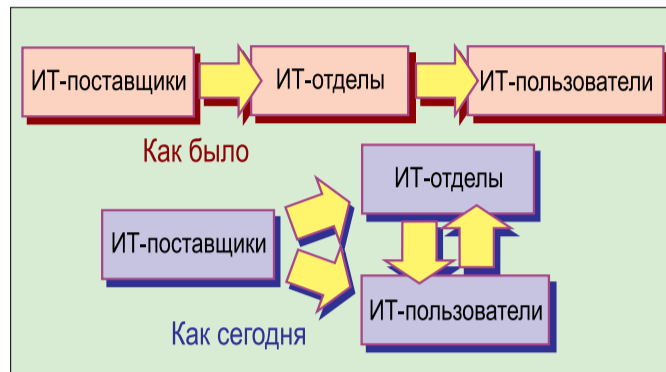 ИТ-поставщики
ИТ-отделы
ИТ-пользователи
Как было
ИТ-отделы
ИТ-поставщики
ИТ-пользователи
Как сегодня